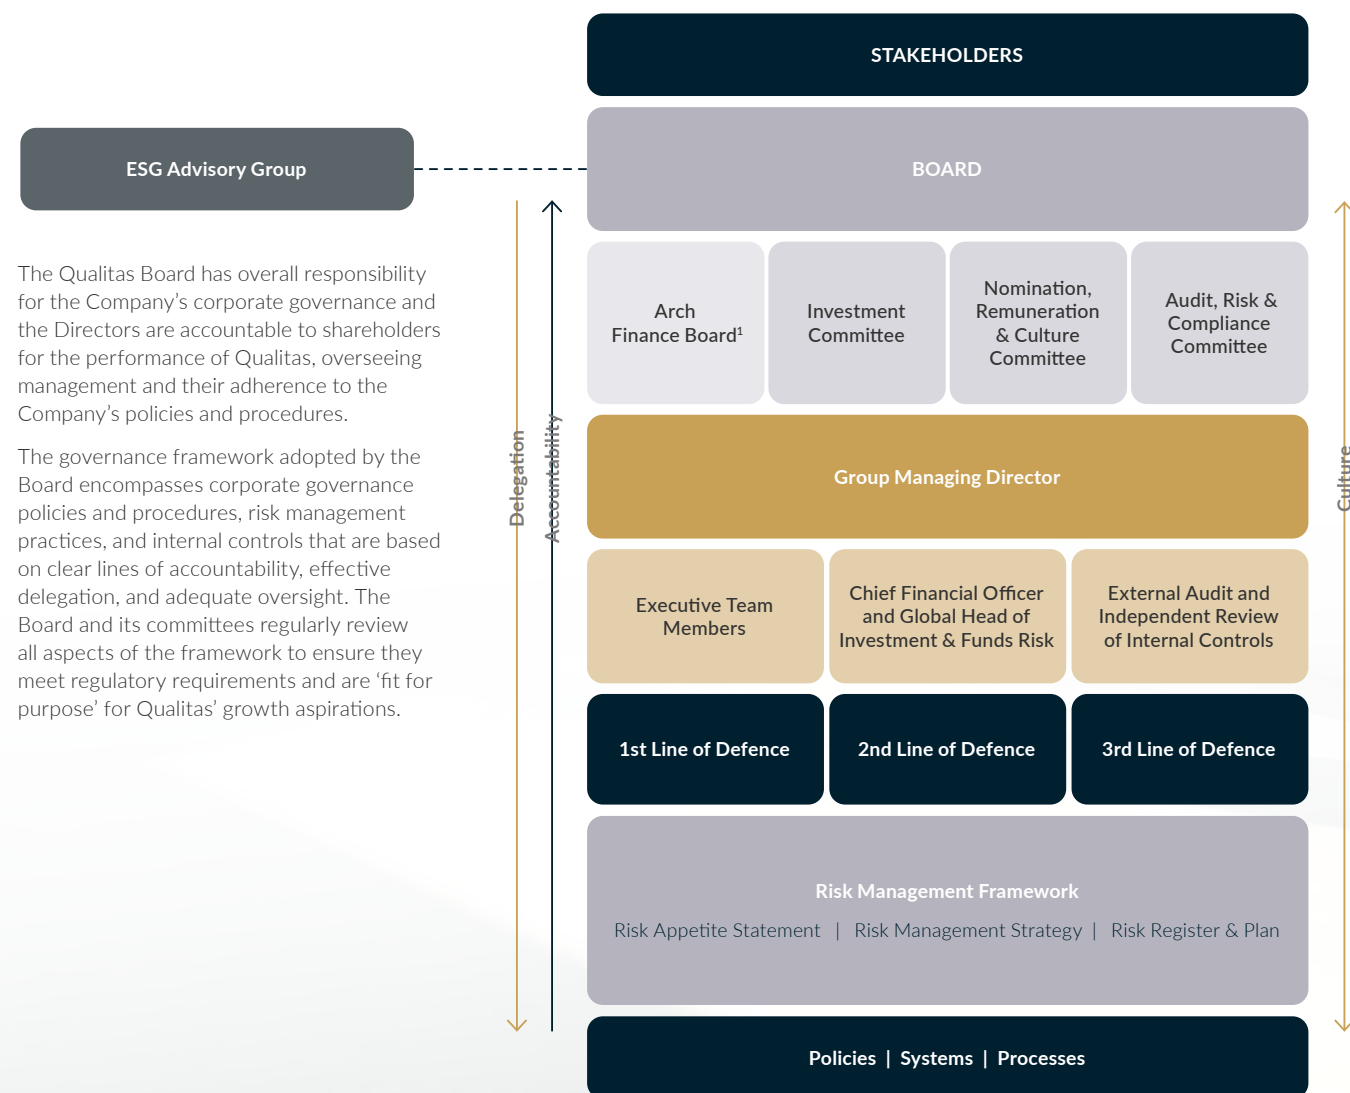 STAKEHOLDERS
ESG Advisory Group
BOARD
The Qualitas Board has overall responsibility
for the Company’s corporate governance and
the Directors are accountable to shareholders
for the performance of Qualitas, overseeing
management and their adherence to the
Company’s policies and procedures.
The governance framework adopted by the
Board encompasses corporate governance
policies and procedures, risk management
practices, and internal controls that are based
on clear lines of accountability, effective
delegation, and adequate oversight. The
Board and its committees regularly review
all aspects of the framework to ensure they
meet regulatory requirements and are ‘fit for
purpose’ for Qualitas’ growth aspirations.
Delegation
Accountability
Arch
Finance Board¹
Investment
Committee
Nomination,
Remuneration
& Culture
Committee
Audit, Risk &
Compliance
Committee
Group Managing Director
Executive Team
Members
Chief Financial Officer
and Global Head of
Investment & Funds Risk
External Audit and
Independent Review
of Internal Controls
1st Line of Defence
2nd Line of Defence
3rd Line of Defence
Risk Management Framework
Risk Appetite Statement | Risk Management Strategy | Risk Register & Plan
Policies | Systems | Processes
Culture